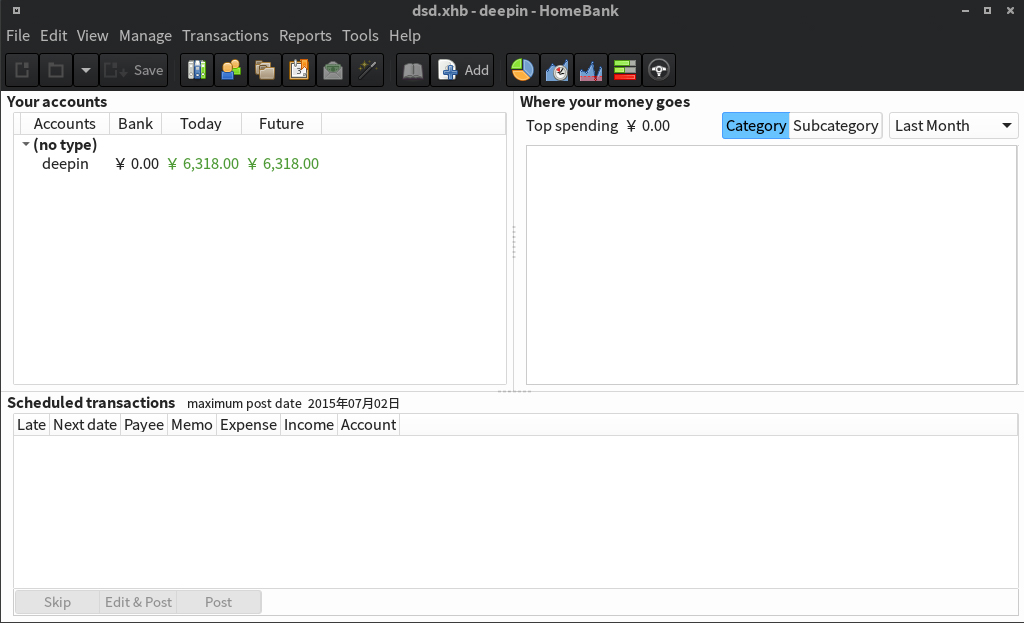 dsd.xhb - deepin - HomeBank
File Edit View Manage Transactions Reports Tools Help
Save Add
Your accounts
Accounts Bank Today Future
(no type)
deepin ¥ 0.00 ¥ 6,318.00 ¥ 6,318.00
Where your money goes
Top spending ¥ 0.00 Category Subcategory Last Month
Scheduled transactions maximum post date 2015年07月02日
Late Next date Payee Memo Expense Income Account
Skip Edit & Post Post